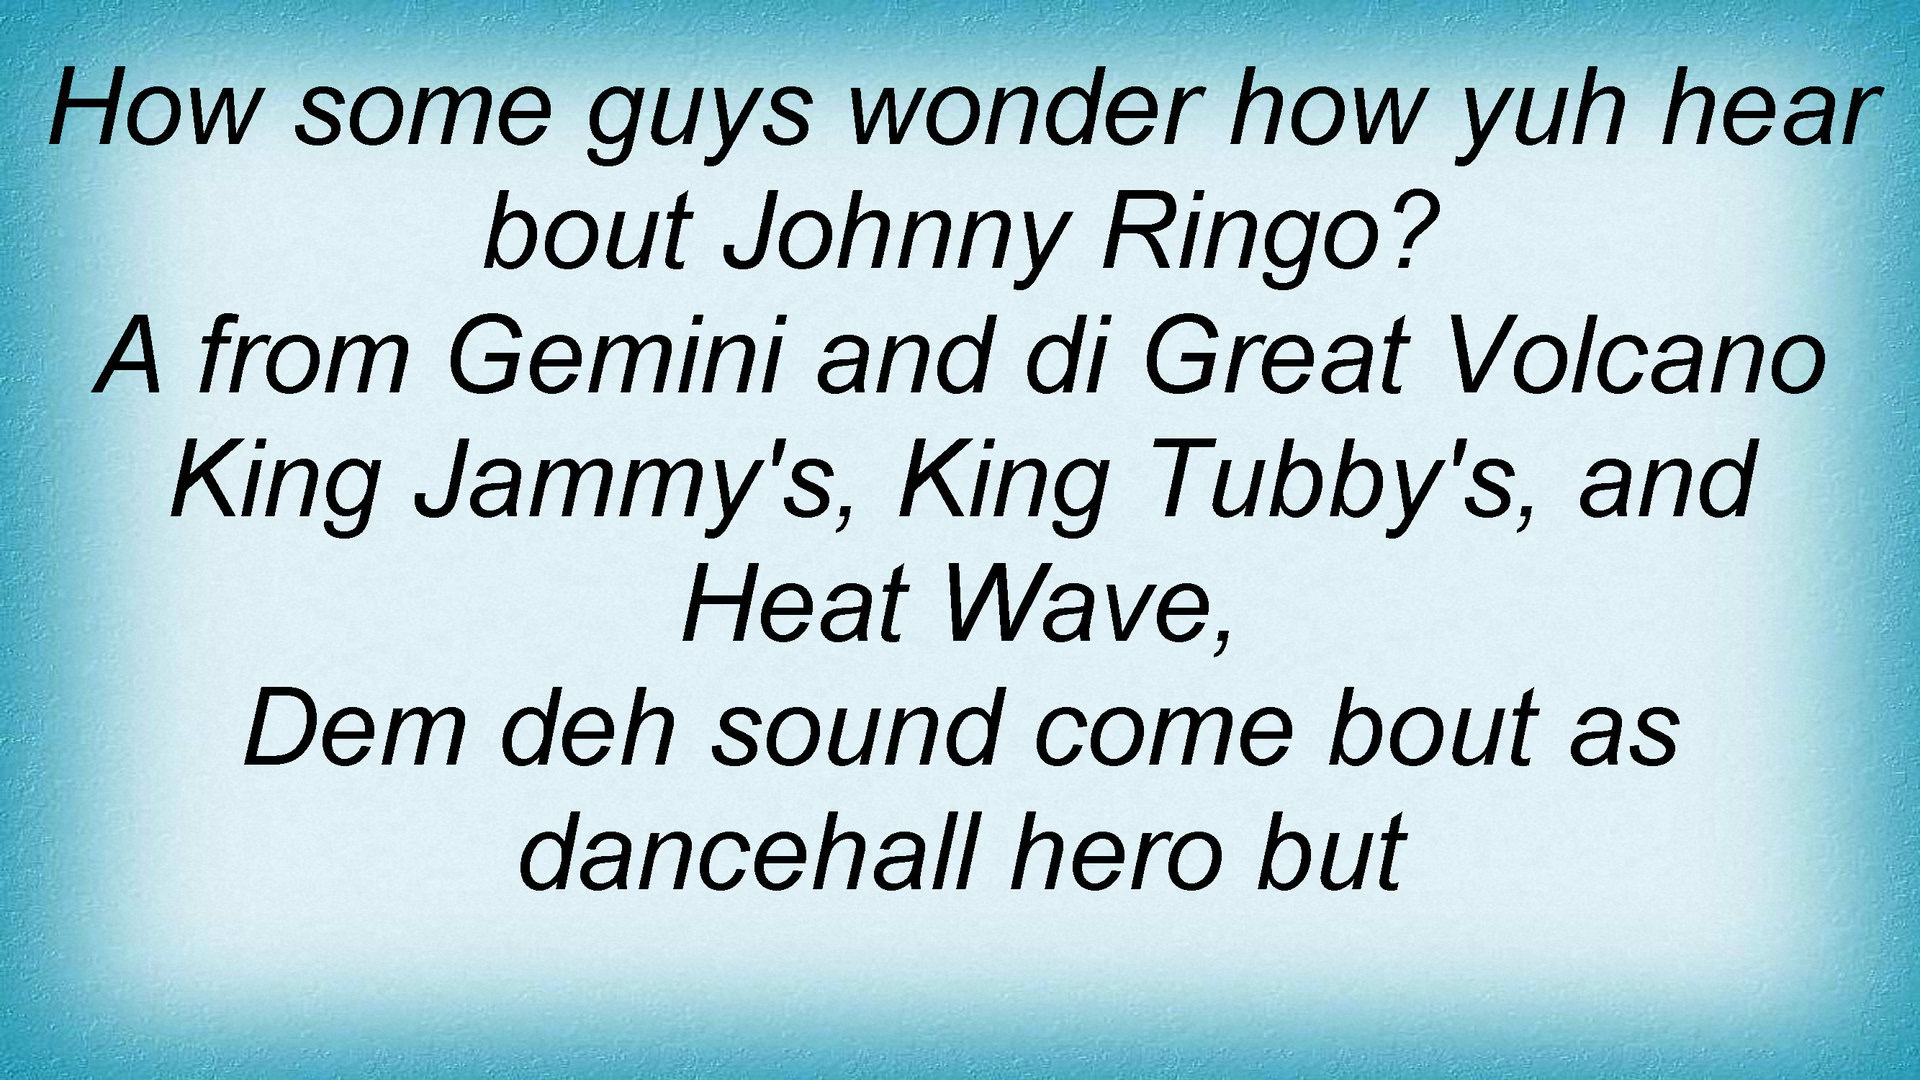 How some guys wonder how yuh hear
bout Johnny Ringo?
A from Gemini and di Great Volcano
King Jammy's, King Tubby's, and
Heat Wave,
Dem deh sound come bout as
dancehall hero but